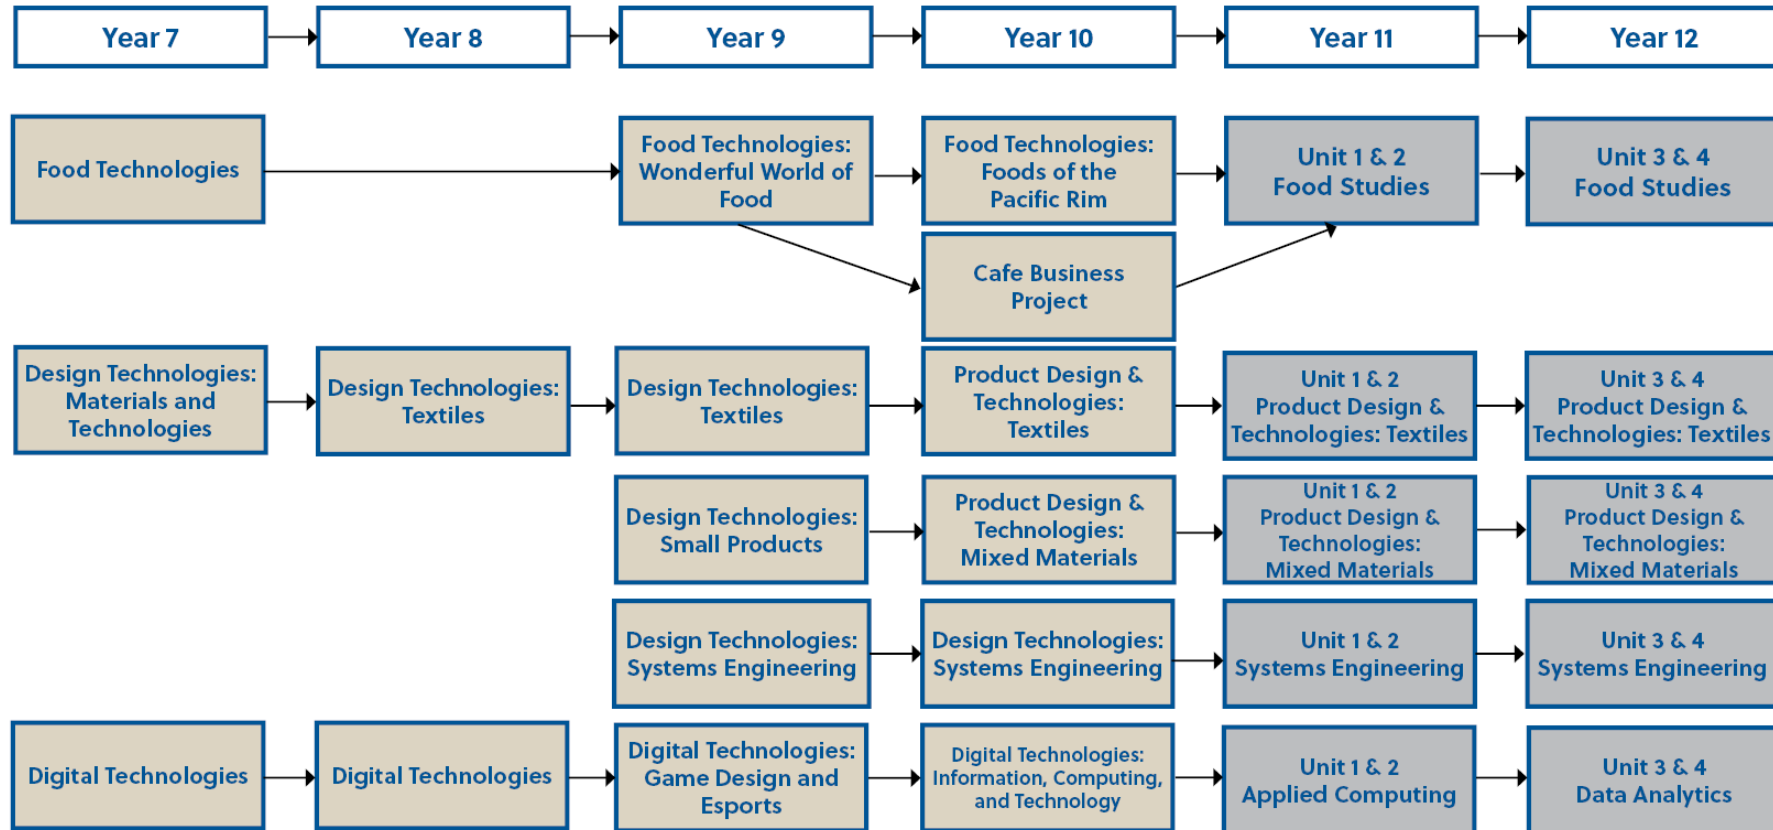 Year 7
Year 8
Year 9
Year 10
Year 11
Year 12
Food Technologies
Food Technologies:
Wonderful World of
Food
Food Technologies:
Foods of the
Pacific Rim
Unit 1 & 2
Food Studies
Unit 3 & 4
Food Studies
Cafe Business
Project
Design Technologies:
Materials and
Technologies
Design Technologies:
Textiles
Design Technologies:
Textiles
Product Design &
Technologies:
Textiles
Unit 1 & 2
Product Design &
Technologies: Textiles
Unit 3 & 4
Product Design &
Technologies: Textiles
Design Technologies:
Small Products
Product Design &
Technologies:
Mixed Materials
Unit 1 & 2
Product Design &
Technologies:
Mixed Materials
Unit 3 & 4
Product Design &
Technologies:
Mixed Materials
Design Technologies:
Systems Engineering
Design Technologies:
Systems Engineering
Unit 1 & 2
Systems Engineering
Unit 3 & 4
Systems Engineering
Digital Technologies
Digital Technologies
Digital Technologies:
Game Design and
Esports
Digital Technologies:
Information, Computing,
and Technology
Unit 1 & 2
Applied Computing
Unit 3 & 4
Data Analytics